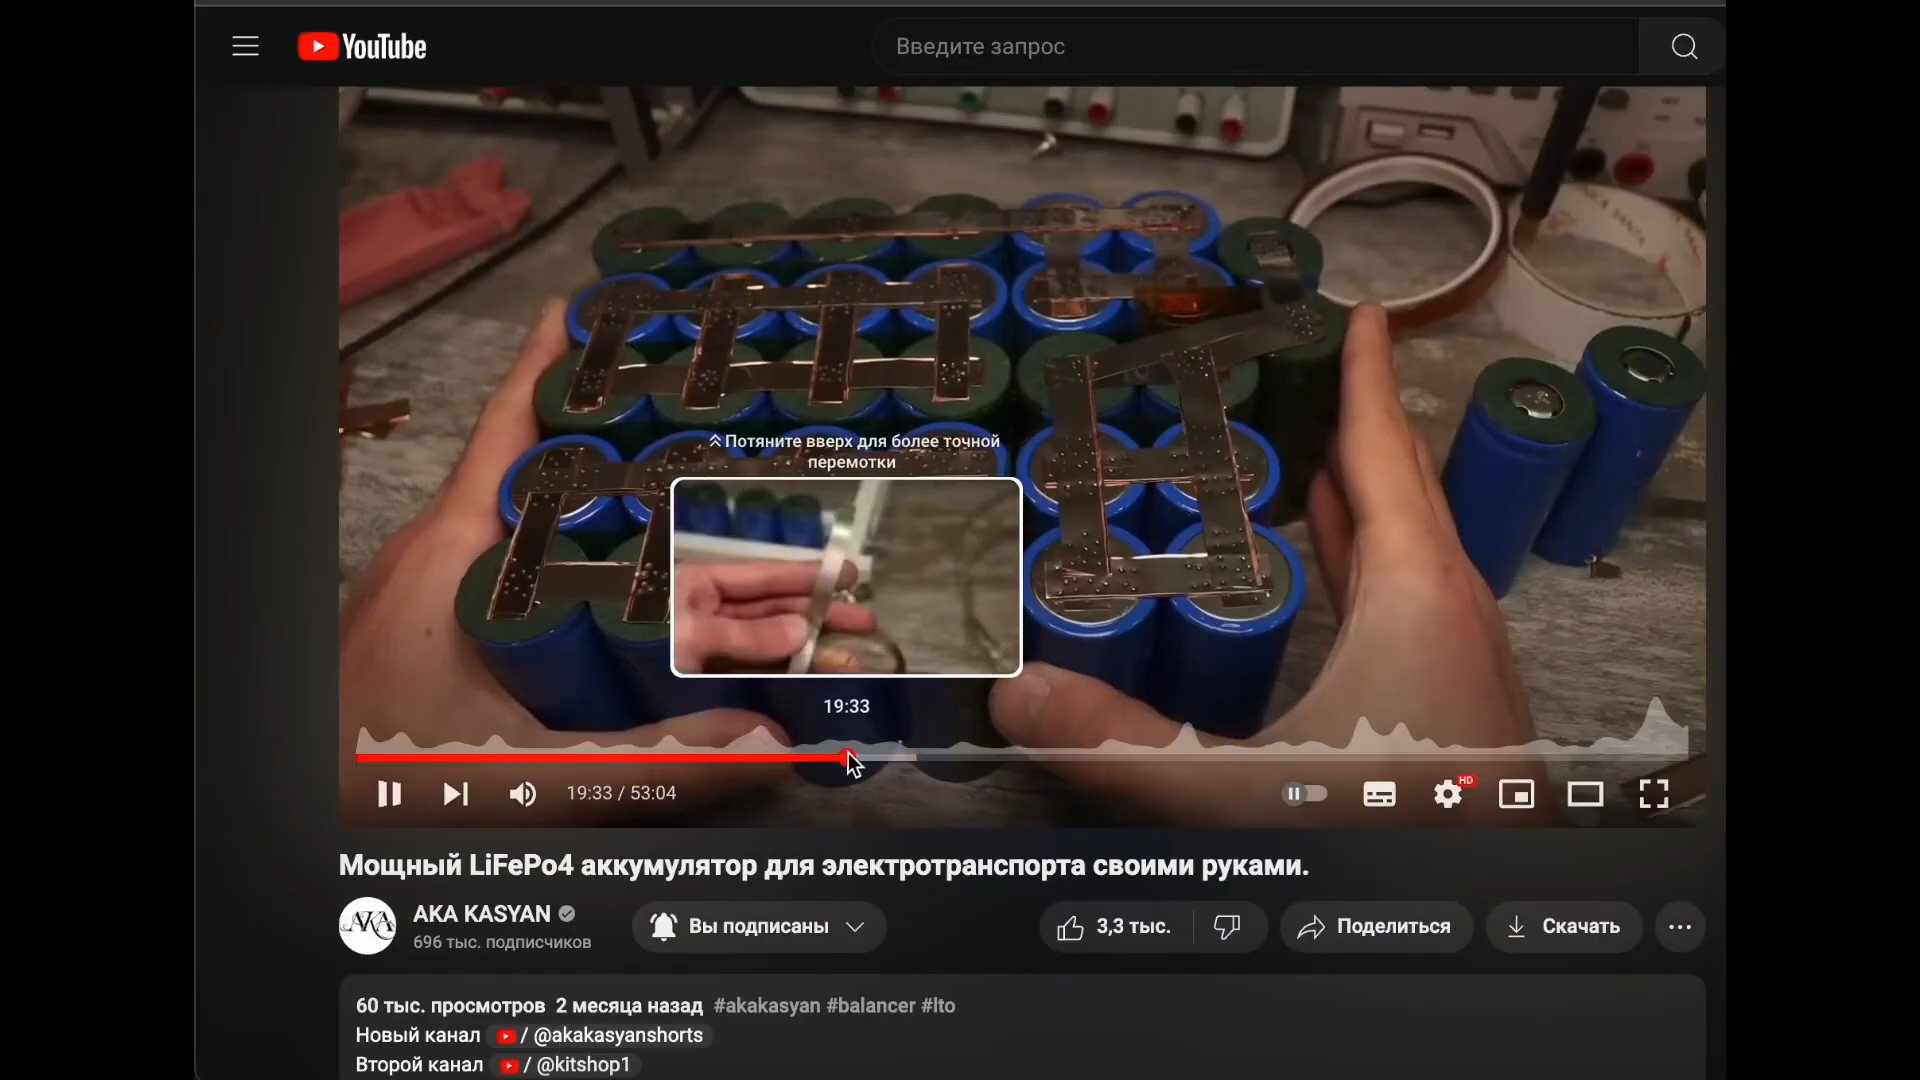 YouTube
Введите запрос
Потяните вверх для более точной
перемотки
19:33
19:33 / 53:04
HD
Мощный LiFePo4 аккумулятор для электротранспорта своими руками.
AKA
AKA KASYAN
696 тыс. подписчиков
Вы подписаны
3,3 тыс.
Поделиться
Скачать
60 тыс. просмотров 2 месяца назад #akakasyan #balancer #lto
Новый канал / @akakasyanshorts
Второй канал / @kitshop1